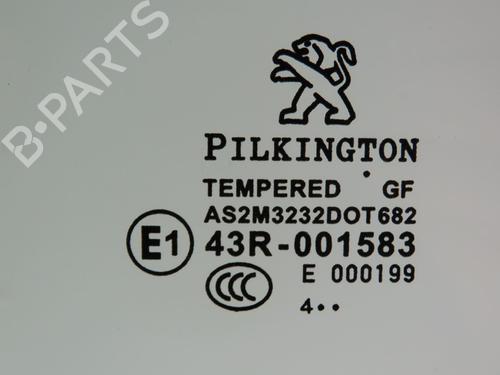 B-PARTS
PILKINGTON
TEMPERED GF
AS2M3232DOT682
E1 43R-001583
CCC E 000199
4••